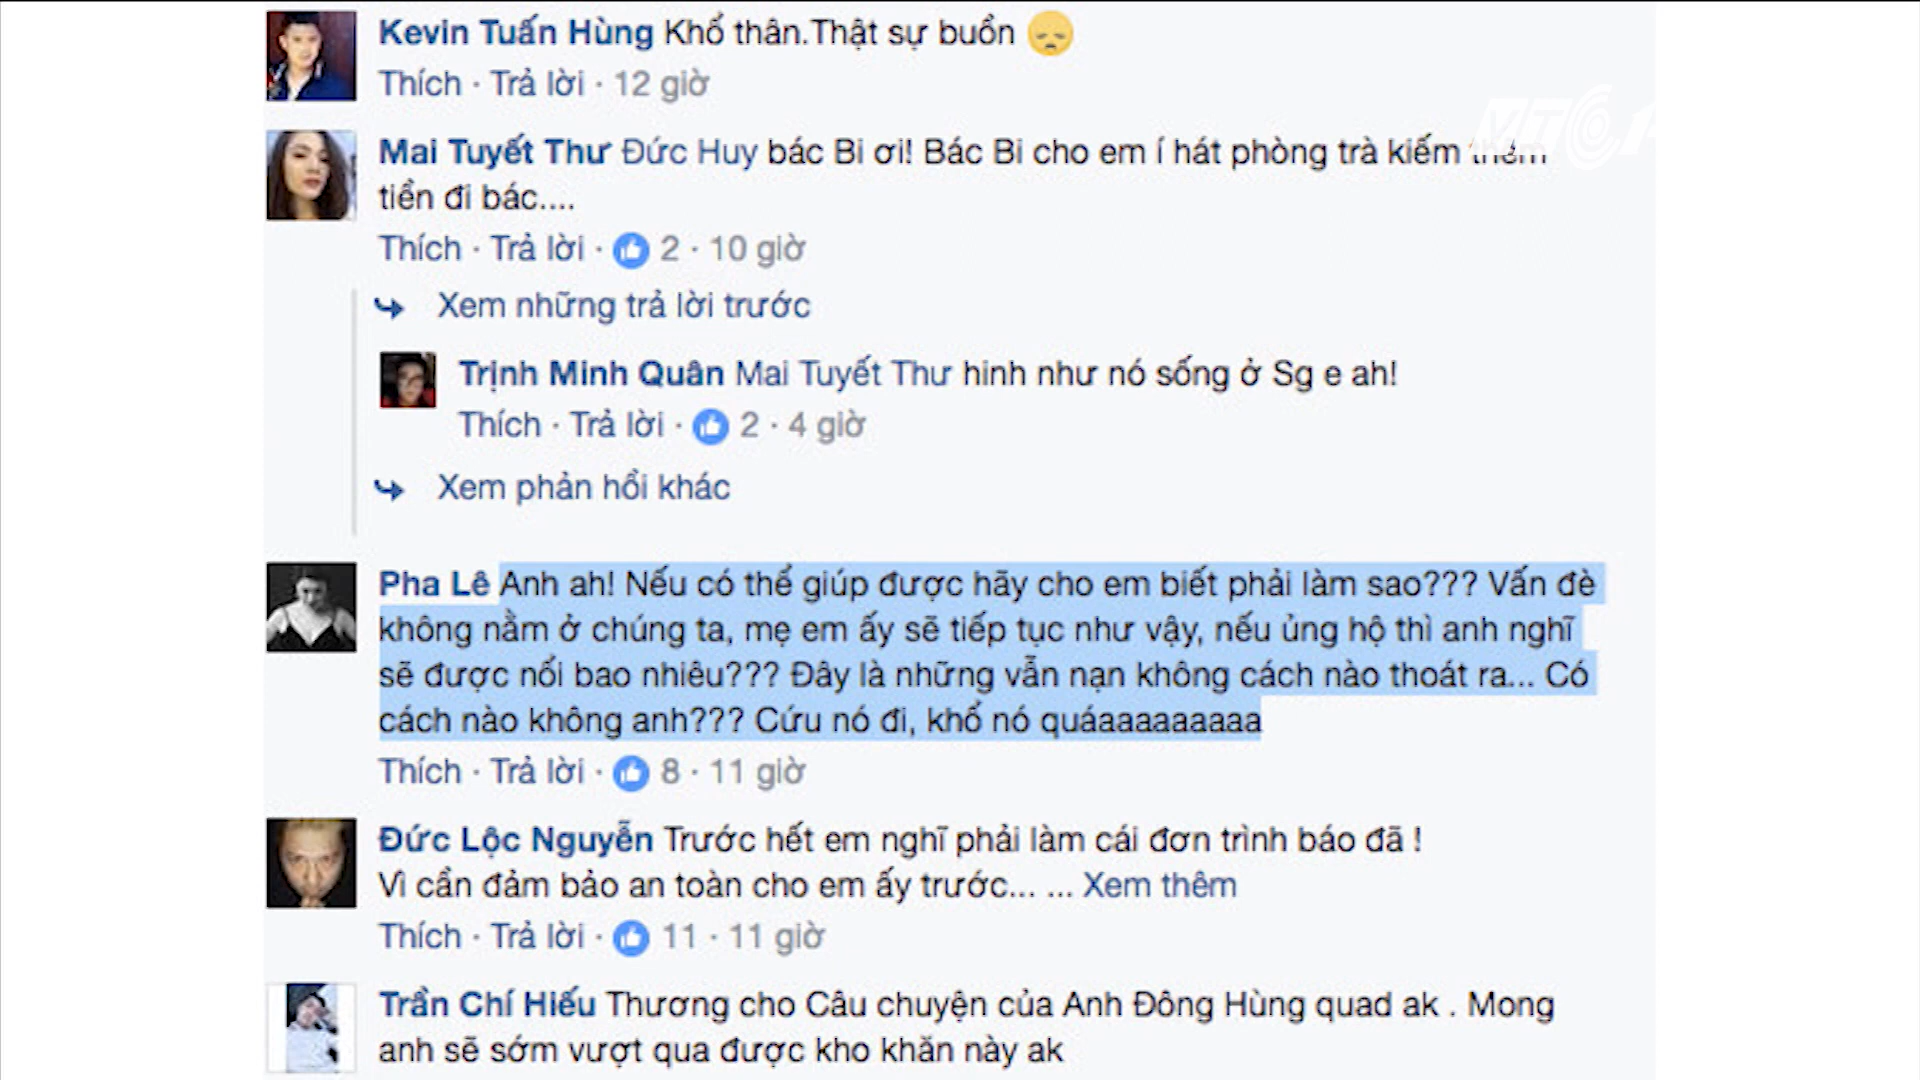 Kevin Tuấn Hùng Khổ thân.Thật sự buồn
Thích · Trả lời · 12 giờ
VTC14
Mai Tuyết Thư Đức Huy bác Bi ơi! Bác Bi cho em í hát phòng trà kiếm thêm
tiền đi bác....
Thích · Trả lời · 2 · 10 giờ
Xem những trả lời trước
Trịnh Minh Quân Mai Tuyết Thư hinh như nó sống ở Sg e ah!
Thích · Trả lời · 2 · 4 giờ
Xem phản hồi khác
Pha Lê Anh ah! Nếu có thể giúp được hãy cho em biết phải làm sao??? Vấn đè
không nằm ở chúng ta, mẹ em ấy sẽ tiếp tục như vậy, nếu ủng hộ thì anh nghĩ
sẽ được nổi bao nhiêu??? Đây là những vẫn nạn không cách nào thoát ra... Có
cách nào không anh??? Cứu nó đi, khổ nó quáaaaaaaaaa
Thích · Trả lời · 8 · 11 giờ
Đức Lộc Nguyễn Trước hết em nghĩ phải làm cái đơn trình báo đã !
Vì cần đảm bảo an toàn cho em ấy trước... ... Xem thêm
Thích · Trả lời · 11 · 11 giờ
Trần Chí Hiếu Thương cho Câu chuyện của Anh Đông Hùng quad ak . Mong
anh sẽ sớm vượt qua được kho khăn này ak